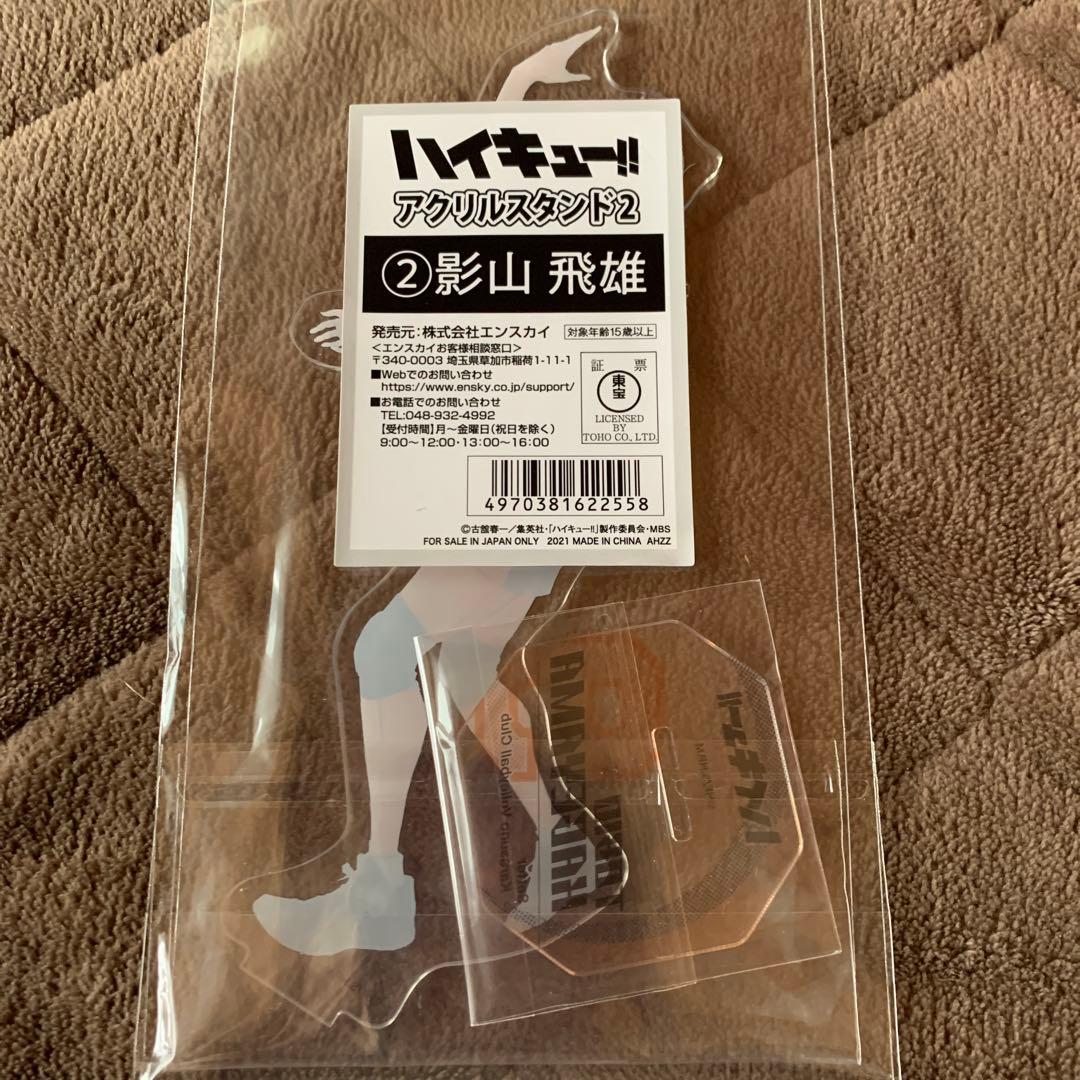 ハイキュー!!
アクリルスタンド2
②影山 飛雄
発売元：株式会社エンスカイ 対象年齢15歳以上
＜エンスカイお客様相談窓口＞
〒340-0003 埼玉県草加市稲荷1-11-1
■Webでのお問い合わせ
https://www.ensky.co.jp/support/
■お電話でのお問い合わせ
TEL:048-932-4992
【受付時間】月～金曜日(祝日を除く)
9:00～12:00・13:00～16:00
証 票
東宝
LICENSED
BY
TOHO CO., LTD.
4970381622558
©古舘春一／集英社・「ハイキュー!!」製作委員会・MBS
FOR SALE IN JAPAN ONLY 2021 MADE IN CHINA AHZZ
ハイキュー!!
Karasuno Volleyball Club